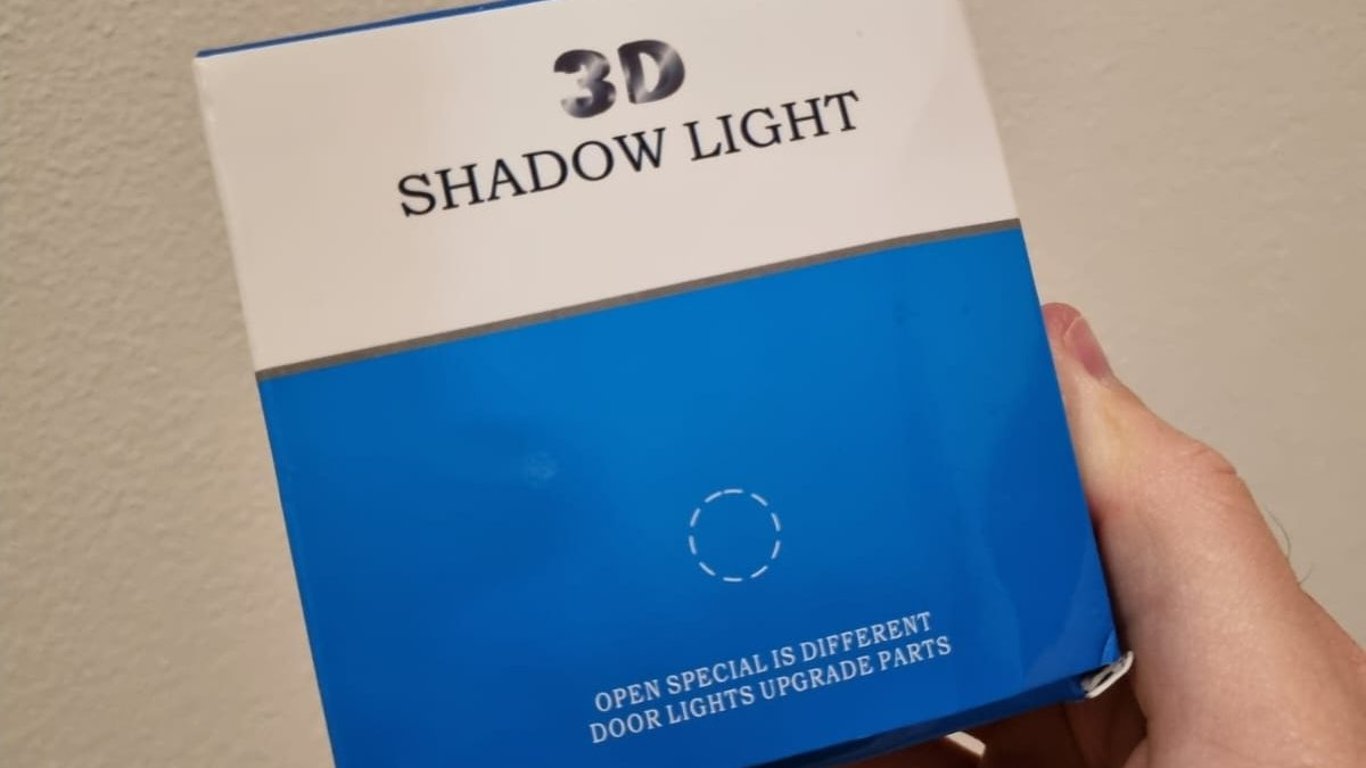 3D
SHADOW LIGHT
OPEN SPECIAL IS DIFFERENT
DOOR LIGHTS UPGRADE PARTS